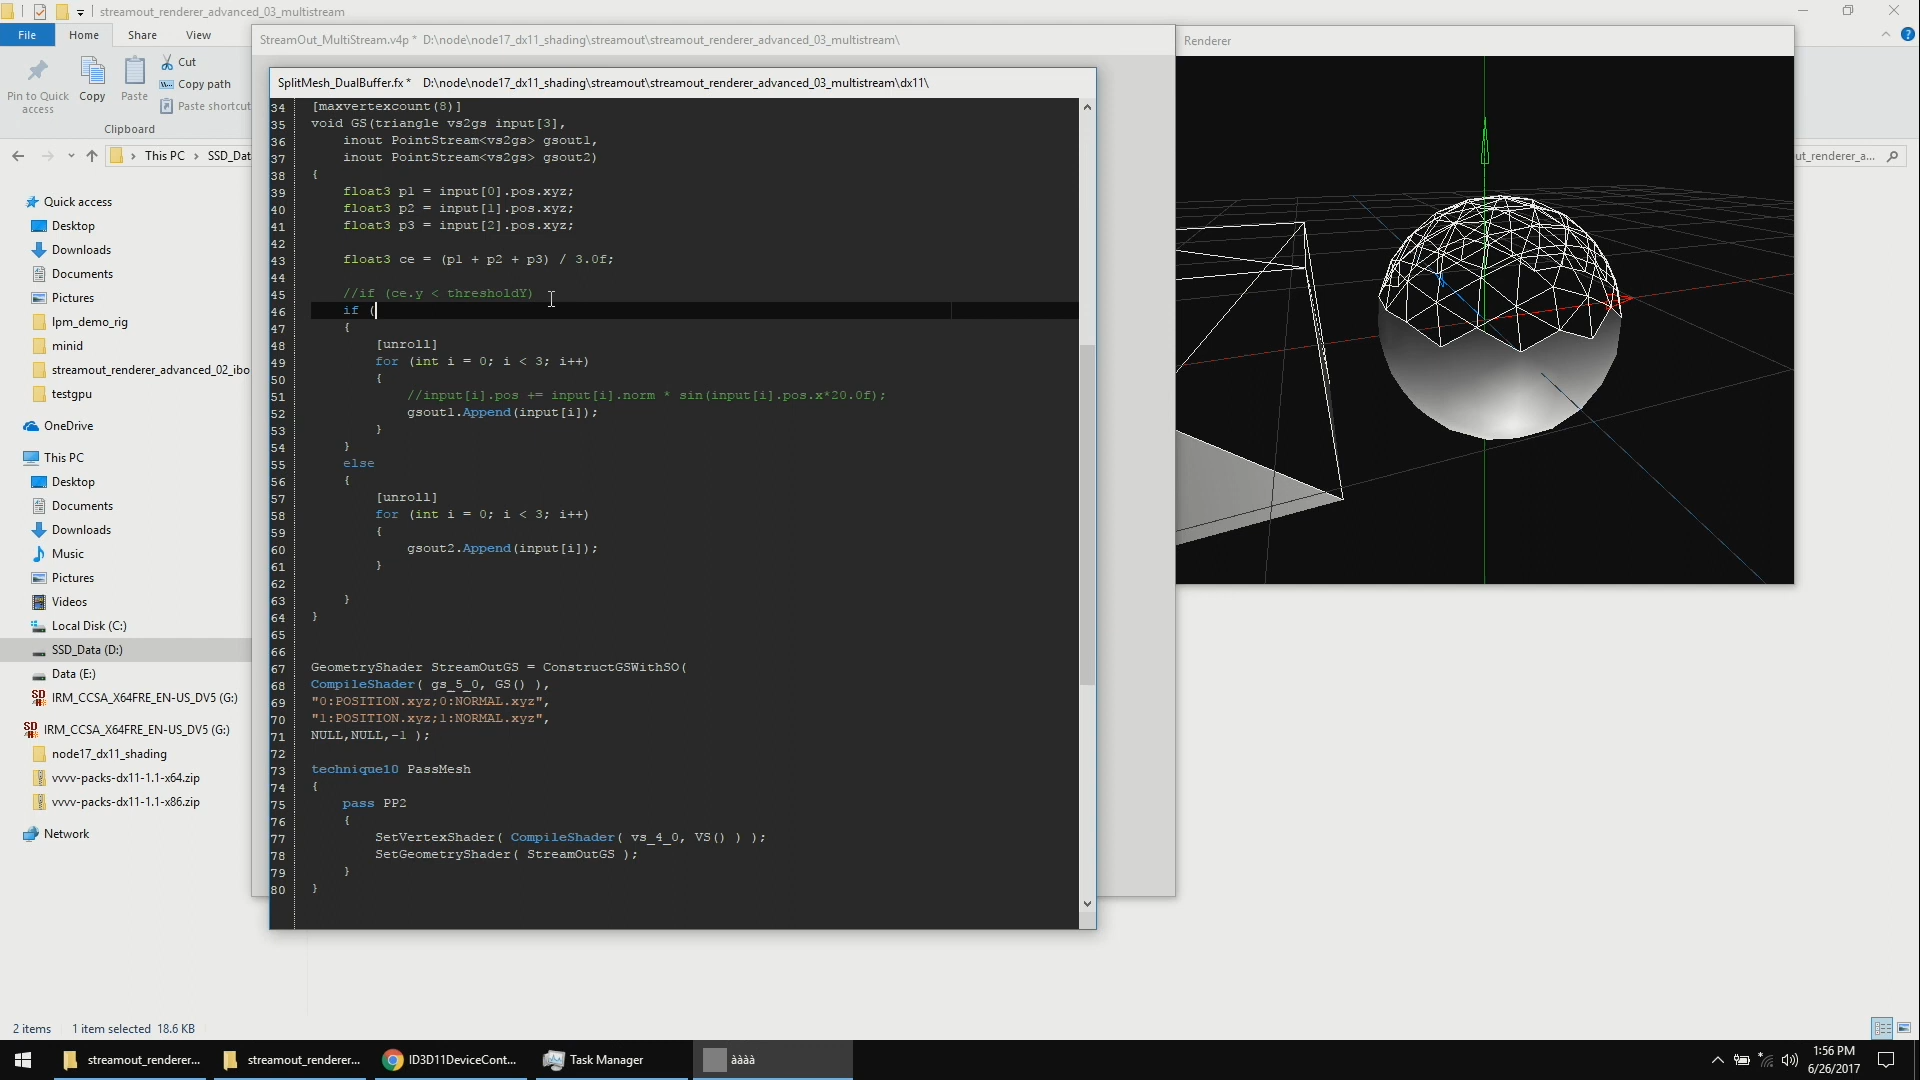 streamout_renderer_advanced_03_multistream
File
Home
Share
View
Pin to Quick access
Copy
Paste
Cut
Copy path
Paste shortcut
Clipboard
This PC
SSD_Dat
ut_renderer_a...
Quick access
Desktop
Downloads
Documents
Pictures
lpm_demo_rig
minid
streamout_renderer_advanced_02_ibo
testgpu
OneDrive
This PC
Desktop
Documents
Downloads
Music
Pictures
Videos
Local Disk (C:)
SSD_Data (D:)
Data (E:)
IRM_CCSA_X64FRE_EN-US_DV5 (G:)
IRM_CCSA_X64FRE_EN-US_DV5 (G:)
node17_dx11_shading
vvvv-packs-dx11-1.1-x64.zip
vvvv-packs-dx11-1.1-x86.zip
Network
2 items 1 item selected 18.6 KB
StreamOut_MultiStream.v4p * D:\node\node17_dx11_shading\streamout\streamout_renderer_advanced_03_multistream\
Renderer
SplitMesh_DualBuffer.fx * D:\node\node17_dx11_shading\streamout\streamout_renderer_advanced_03_multistream\dx11\
34 [maxvertexcount(8)]
35 void GS(triangle vs2gs input[3],
36 inout PointStream<vs2gs> gsout1,
37 inout PointStream<vs2gs> gsout2)
38 {
39 float3 p1 = input[0].pos.xyz;
40 float3 p2 = input[1].pos.xyz;
41 float3 p3 = input[2].pos.xyz;
42
43 float3 ce = (p1 + p2 + p3) / 3.0f;
44
45 //if (ce.y < thresholdY)
46 if (
47 {
48 [unroll]
49 for (int i = 0; i < 3; i++)
50 {
51 //input[i].pos += input[i].norm * sin(input[i].pos.x*20.0f);
52 gsout1.Append(input[i]);
53 }
54 }
55 else
56 {
57 [unroll]
58 for (int i = 0; i < 3; i++)
59 {
60 gsout2.Append(input[i]);
61 }
62
63 }
64 }
65
66
67 GeometryShader StreamOutGS = ConstructGSWithSO(
68 CompileShader( gs_5_0, GS() ),
69 "0:POSITION.xyz;0:NORMAL.xyz",
70 "1:POSITION.xyz;1:NORMAL.xyz",
71 NULL,NULL,-1 );
72
73 technique10 PassMesh
74 {
75 pass PP2
76 {
77 SetVertexShader( CompileShader( vs_4_0, VS() ) );
78 SetGeometryShader( StreamOutGS );
79 }
80 }
streamout_renderer...
streamout_renderer...
ID3D11DeviceCont...
Task Manager
àààà
1:56 PM
6/26/2017